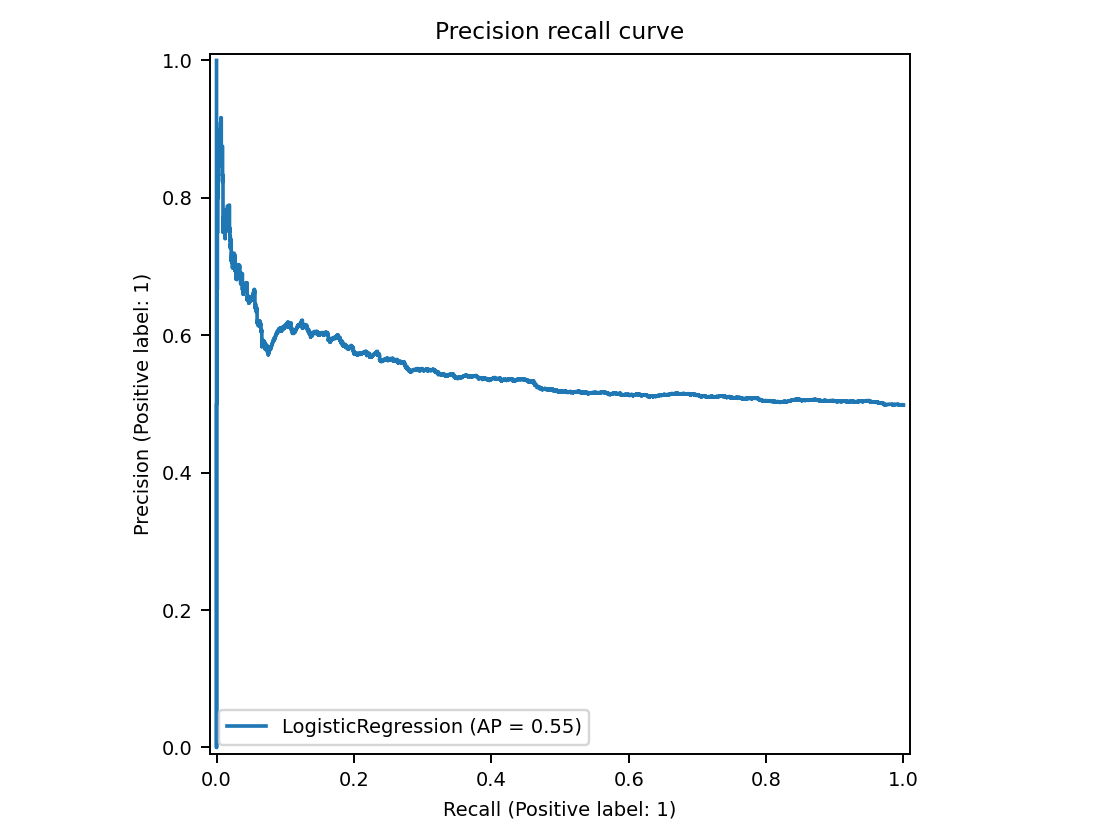 Precision recall curve
1.0
0.8
0.6
0.4
0.2
0.0
Precision (Positive label: 1)
LogisticRegression (AP = 0.55)
0.0 0.2 0.4 0.6 0.8 1.0
Recall (Positive label: 1)